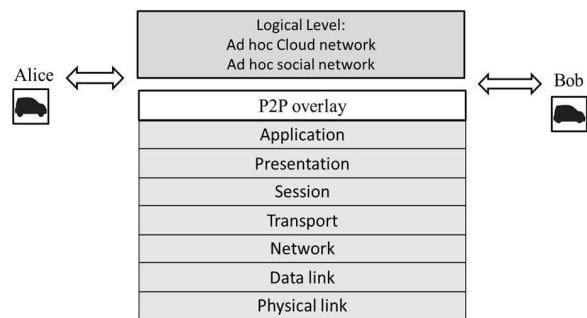 Logical Level:
Ad hoc Cloud network
Ad hoc social network
Alice
Bob
P2P overlay
Application
Presentation
Session
Transport
Network
Data link
Physical link